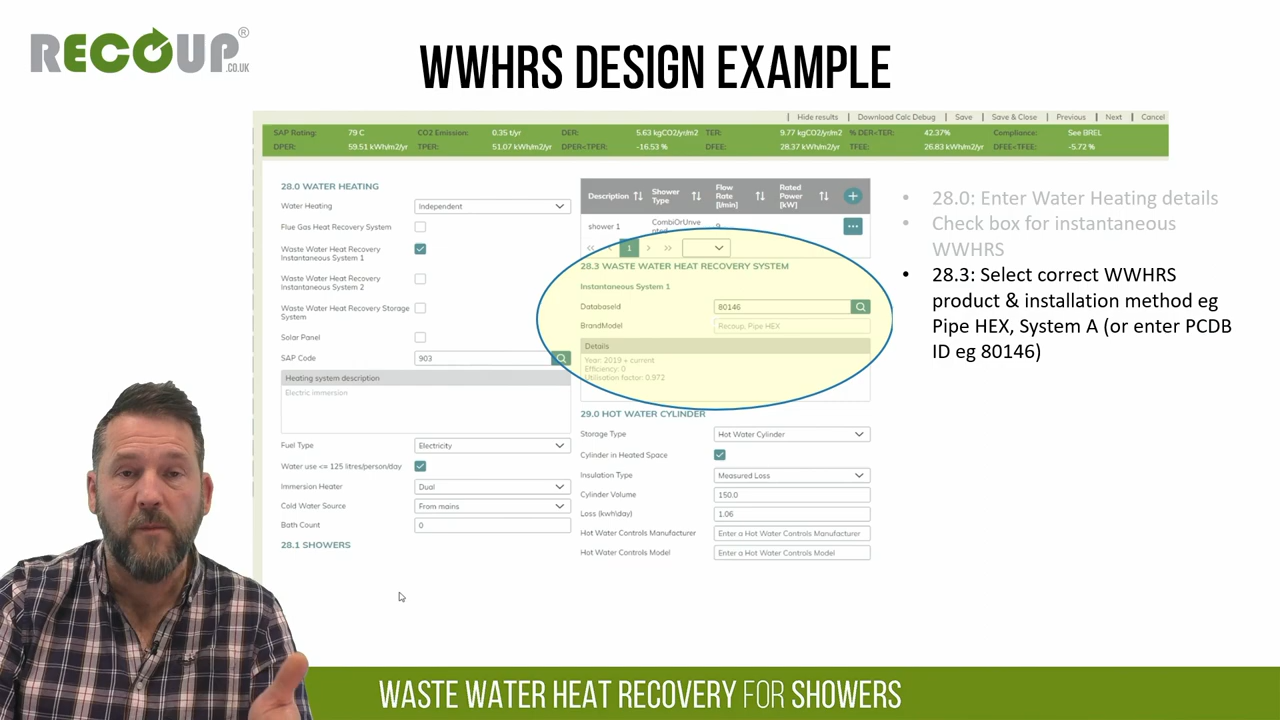 RECOUP®
.CO.UK
WWHRS DESIGN EXAMPLE
| Hide results | Download Calc Debug | Save | Save & Close | Previous | Next | Cancel
SAP Rating: 79 C CO2 Emission: 0.35 t/yr DER: 5.63 kgCO2/yr/m2 TER: 9.77 kgCO2/yr/m2 % DER<TER: 42.37% Compliance: See BREL
DPER: 59.51 kWh/m2/yr TPER: 51.07 kWh/m2/yr DPER<TPER: -16.53 % DFEE: 28.37 kWh/m2/yr TFEE: 26.83 kWh/m2/yr DFEE<TFEE: -5.72 %
28.0 WATER HEATING
Water Heating Independent
Flue Gas Heat Recovery System
Waste Water Heat Recovery
Instantaneous System 1
Waste Water Heat Recovery
Instantaneous System 2
Waste Water Heat Recovery Storage
System
Solar Panel
SAP Code 903
Heating system description
Electric immersion
Fuel Type Electricity
Water use <= 125 litres/person/day
Immersion Heater Dual
Cold Water Source From mains
Bath Count 0
28.1 SHOWERS
Description Shower Type Flow Rate [l/min] Rated Power [kW] +
shower 1 CombiOrUnve
nted 9 ...
<< < 1 > >>
28.3 WASTE WATER HEAT RECOVERY SYSTEM
Instantaneous System 1
DatabaseId 80146
BrandModel Recoup, Pipe HEX
Details
Year: 2019 + current
Efficiency: 0
Utilisation factor: 0.972
29.0 HOT WATER CYLINDER
Storage Type Hot Water Cylinder
Cylinder in Heated Space
Insulation Type Measured Loss
Cylinder Volume 150.0
Loss (kwh\day) 1.06
Hot Water Controls Manufacturer Enter a Hot Water Controls Manufacturer
Hot Water Controls Model Enter a Hot Water Controls Model
• 28.0: Enter Water Heating details
• Check box for instantaneous
WWHRS
• 28.3: Select correct WWHRS
product & installation method eg
Pipe HEX, System A (or enter PCDB
ID eg 80146)
WASTE WATER HEAT RECOVERY FOR SHOWERS